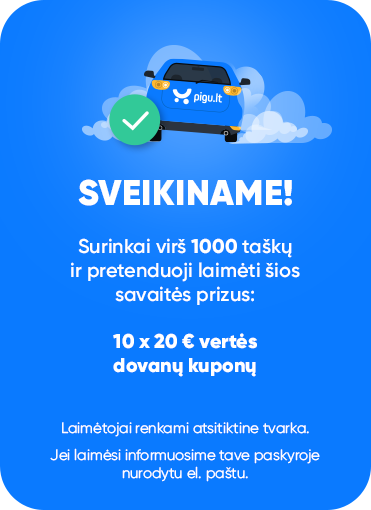 pigu.lt
SVEIKINAME!
Surinkai virš 1000 taškų
ir pretenduoji laimėti šios
savaitės prizus:
10 x 20 € vertės
dovanų kuponų
Laimėtojai renkami atsitiktine tvarka.
Jei laimėsi informuosime tave paskyroje
nurodytu el. paštu.